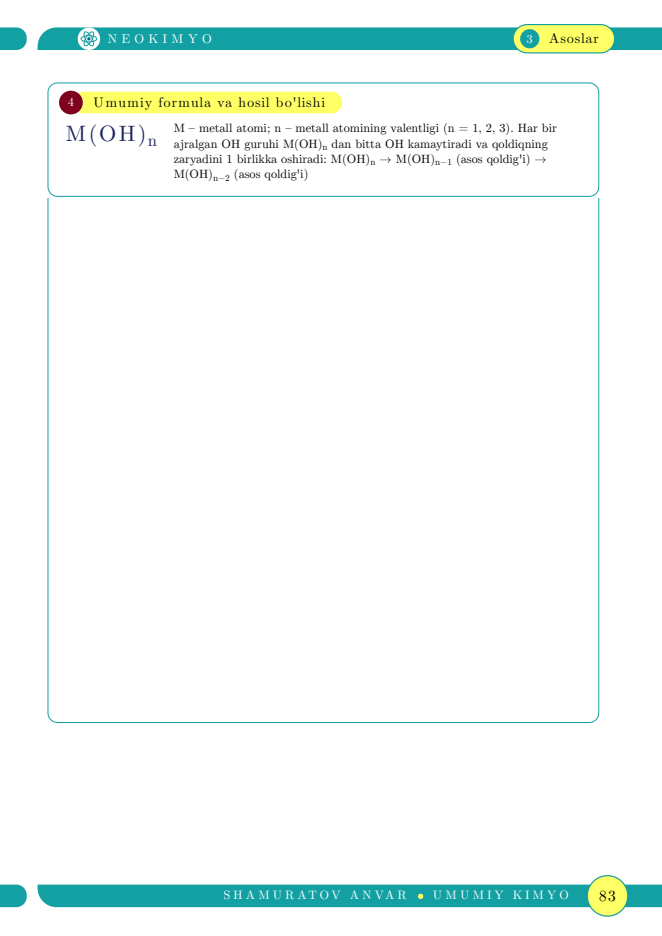 NEOKIMYO
3 Asoslar
4 Umumiy formula va hosil bo'lishi
M(OH)ₙ
M – metall atomi; n – metall atomining valentligi (n = 1, 2, 3). Har bir
ajralgan OH guruhi M(OH)ₙ dan bitta OH kamaytiradi va qoldiqning
zaryadini 1 birlikka oshiradi: M(OH)ₙ → M(OH)ₙ₋₁ (asos qoldig'i) →
M(OH)ₙ₋₂ (asos qoldig'i)
SHAMURATOV ANVAR • UMUMIY KIMYO 83